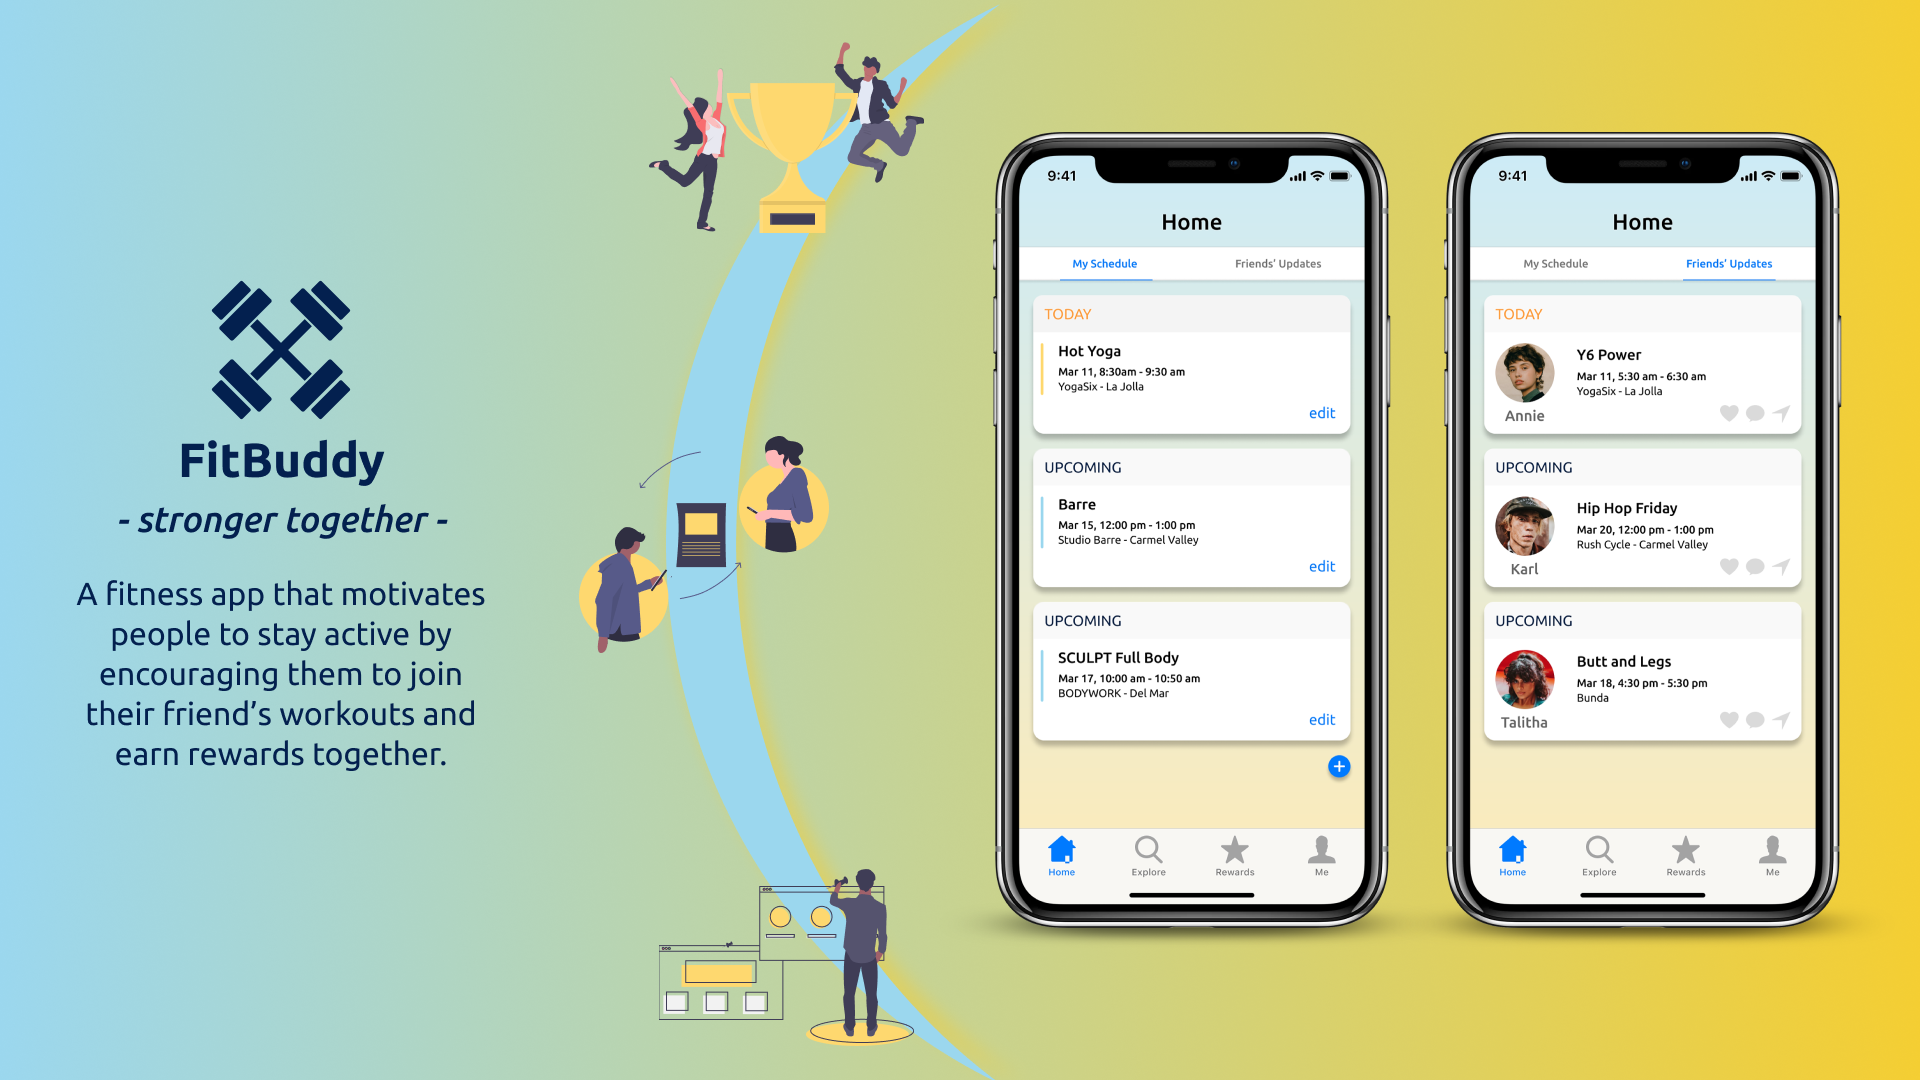 FitBuddy
- stronger together -
A fitness app that motivates
people to stay active by
encouraging them to join
their friend’s workouts and
earn rewards together.
9:41
Home
My Schedule
Friends' Updates
TODAY
Hot Yoga
Mar 11, 8:30am - 9:30 am
YogaSix - La Jolla
edit
UPCOMING
Barre
Mar 15, 12:00 pm - 1:00 pm
Studio Barre - Carmel Valley
edit
UPCOMING
SCULPT Full Body
Mar 17, 10:00 am - 10:50 am
BODYWORK - Del Mar
edit
Home
Explore
Rewards
Me
9:41
Home
My Schedule
Friends' Updates
TODAY
Y6 Power
Mar 11, 5:30 am - 6:30 am
YogaSix - La Jolla
Annie
UPCOMING
Hip Hop Friday
Mar 20, 12:00 pm - 1:00 pm
Rush Cycle - Carmel Valley
Karl
UPCOMING
Butt and Legs
Mar 18, 4:30 pm - 5:30 pm
Bunda
Talitha
Home
Explore
Rewards
Me